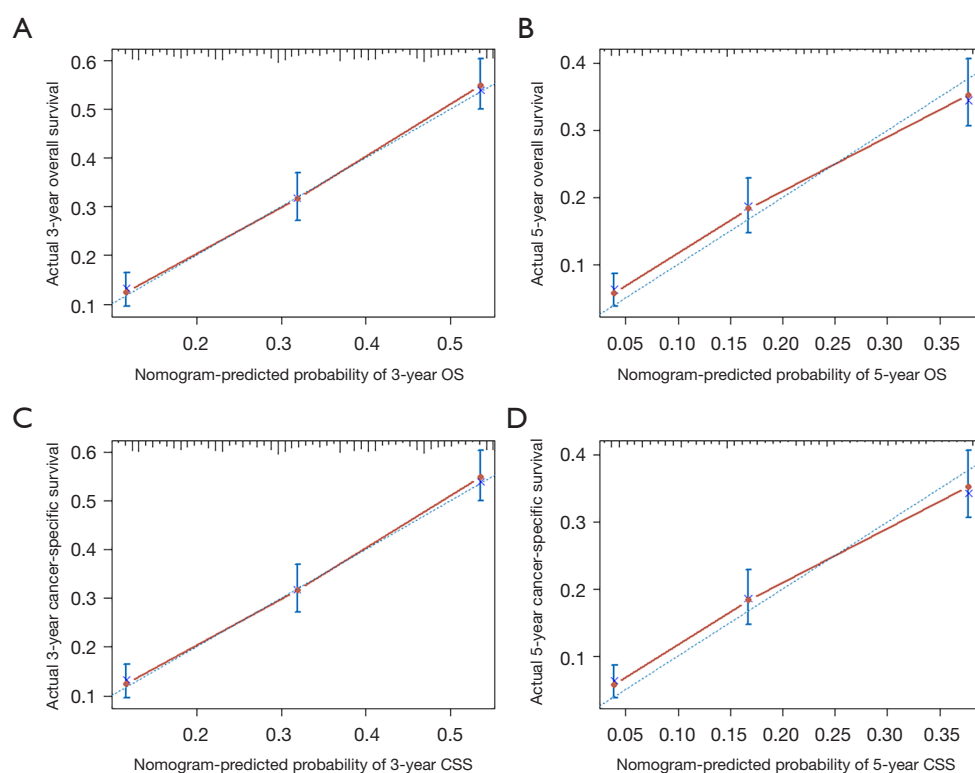 A
Actual 3-year overall survival
0.6
0.5
0.4
0.3
0.2
0.1
0.2 0.3 0.4 0.5
Nomogram-predicted probability of 3-year OS
B
Actual 5-year overall survival
0.4
0.3
0.2
0.1
0.05 0.10 0.15 0.20 0.25 0.30 0.35
Nomogram-predicted probability of 5-year OS
C
Actual 3-year cancer-specific survival
0.6
0.5
0.4
0.3
0.2
0.1
0.2 0.3 0.4 0.5
Nomogram-predicted probability of 3-year CSS
D
Actual 5-year cancer-specific survival
0.4
0.3
0.2
0.1
0.05 0.10 0.15 0.20 0.25 0.30 0.35
Nomogram-predicted probability of 5-year CSS